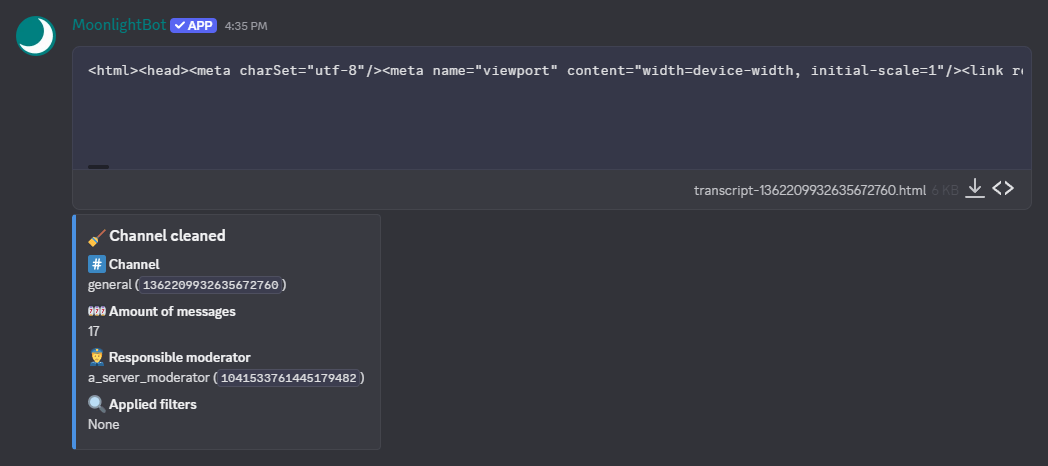 MoonlightBot ✓ APP 4:35 PM
<html><head><meta charSet="utf-8"/><meta name="viewport" content="width=device-width, initial-scale=1"/><link
transcript-1362209932635672760.html 6 KB
Channel cleaned
# Channel
general (1362209932635672760)
Amount of messages
17
Responsible moderator
a_server_moderator (1041533761445179482)
Applied filters
None